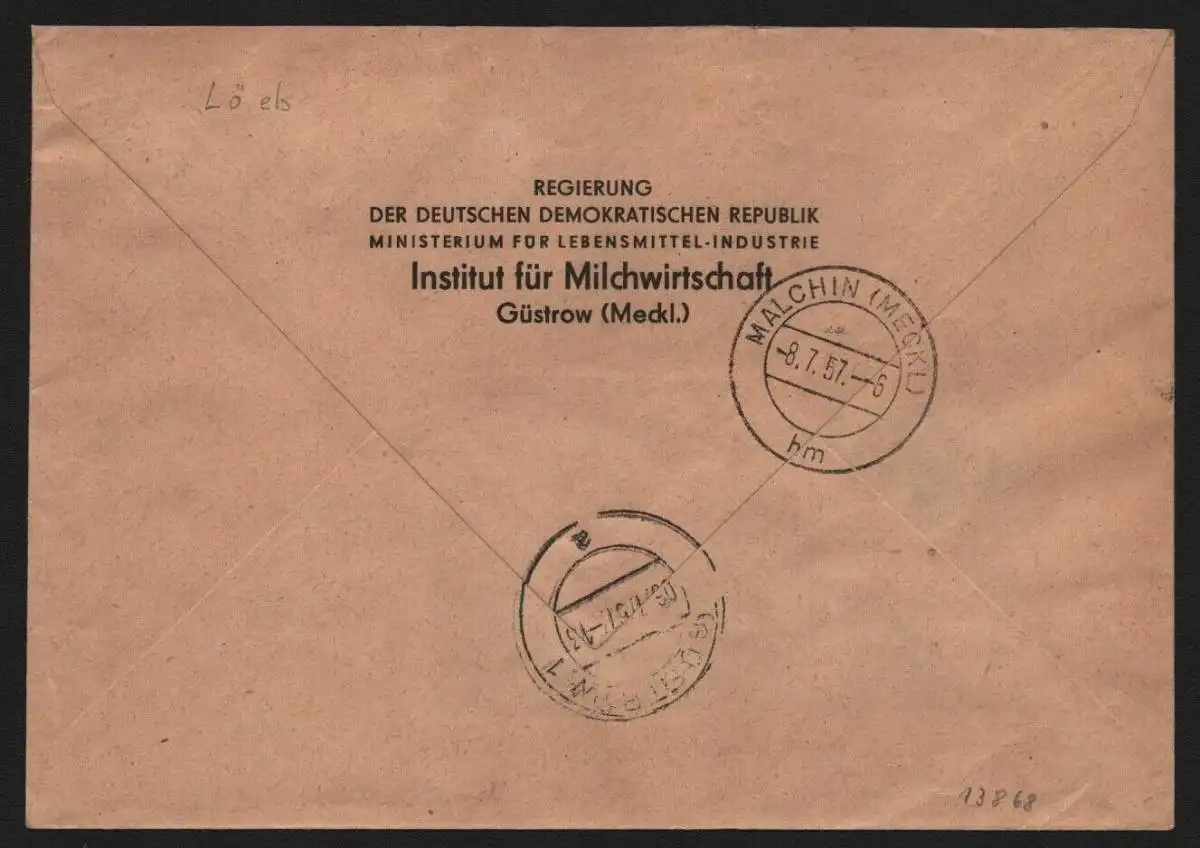 Lö eb
REGIERUNG
DER DEUTSCHEN DEMOKRATISCHEN REPUBLIK
MINISTERIUM FÜR LEBENSMITTEL-INDUSTRIE
Institut für Milchwirtschaft
Güstrow (Meckl.)
MALCHIN (MECKL)
-8.7.57.--6
hm
13868